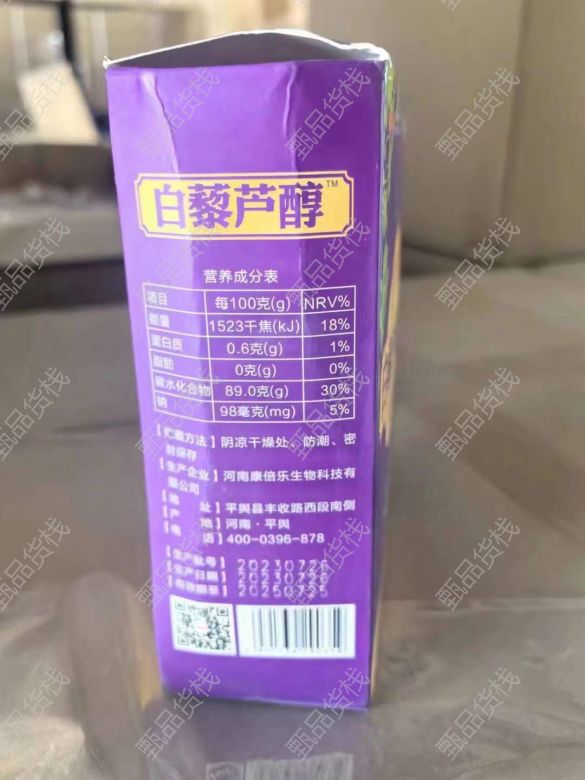 白藜芦醇™
营养成分表
项目 每100克(g) NRV%
能量 1523千焦(kJ) 18%
蛋白质 0.6克(g) 1%
脂肪 0克(g) 0%
碳水化合物 89.0克(g) 30%
钠 98毫克(mg) 5%
【贮藏方法】阴凉干燥处、防潮、密
封保存
【生产企业】河南康倍乐生物科技有
限公司
【地 址】平舆县丰收路西段南侧
【产 地】河南·平舆
【电 话】400-0396-878
【生产批号】20230726
【生产日期】20230726
【有效期至】20250725
甄品货栈